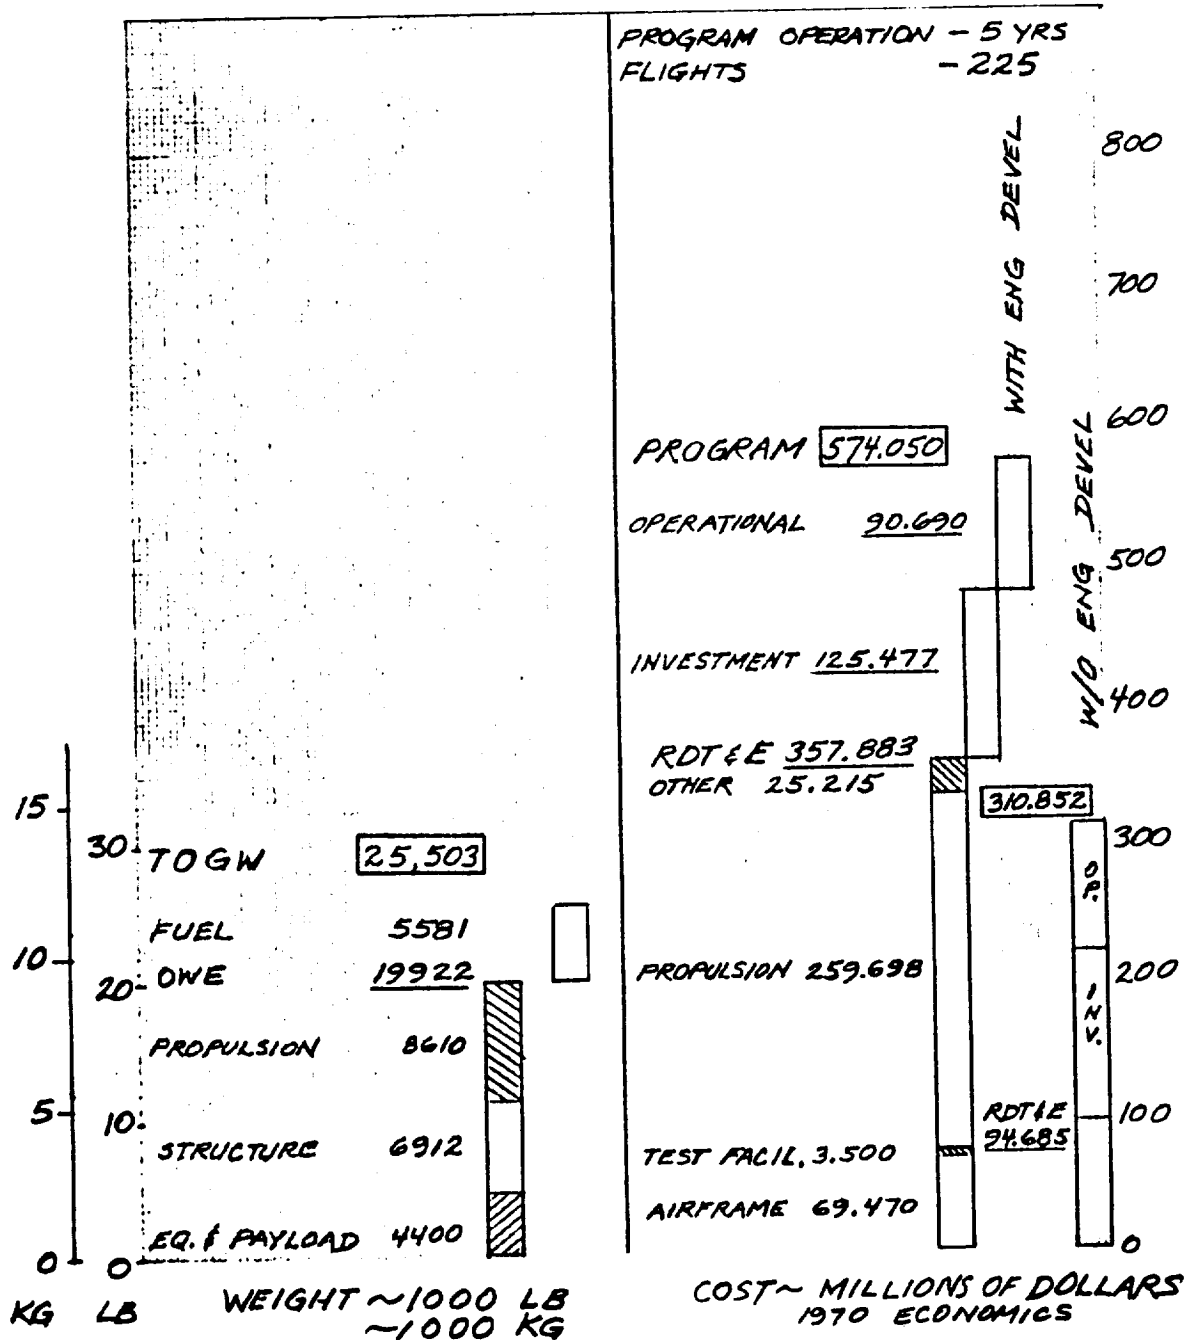 PROGRAM OPERATION - 5 YRS
FLIGHTS - 225
WITH ENG DEVEL
W/O ENG DEVEL
800
700
600
500
400
300
200
100
0
PROGRAM 574.050
OPERATIONAL 90.690
INVESTMENT 125.477
RDT & E 357.883
OTHER 25.215
310.852
OP.
INV.
PROPULSION 259.698
RDT & E
94.685
TEST FACIL. 3.500
AIRFRAME 69.470
COST ~ MILLIONS OF DOLLARS
1970 ECONOMICS
15
10
5
0
KG
30
20
10
0
LB
TOGW 25,503
FUEL 5581
OWE 19922
PROPULSION 8610
STRUCTURE 6912
EQ. & PAYLOAD 4400
WEIGHT ~1000 LB
~1000 KG